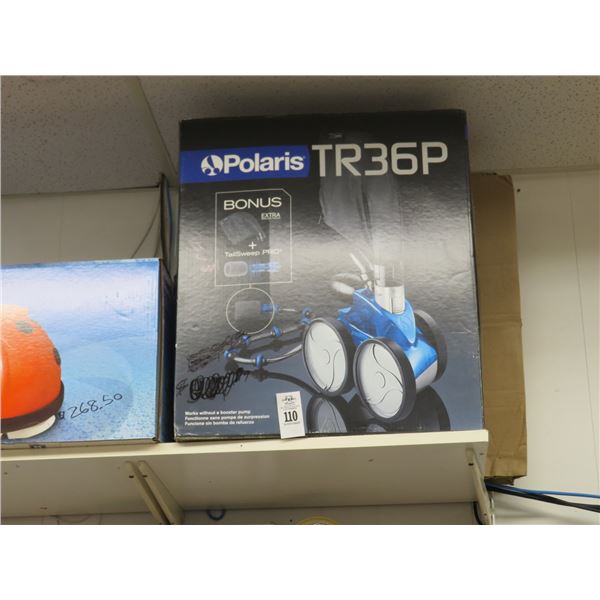 Polaris TR36P
BONUS
EXTRA
+
TailSweep PRO®
$268.50
Works without a booster pump
Fonctionne sans pompe de surpression
Funciona sin bomba de refuerzo
110